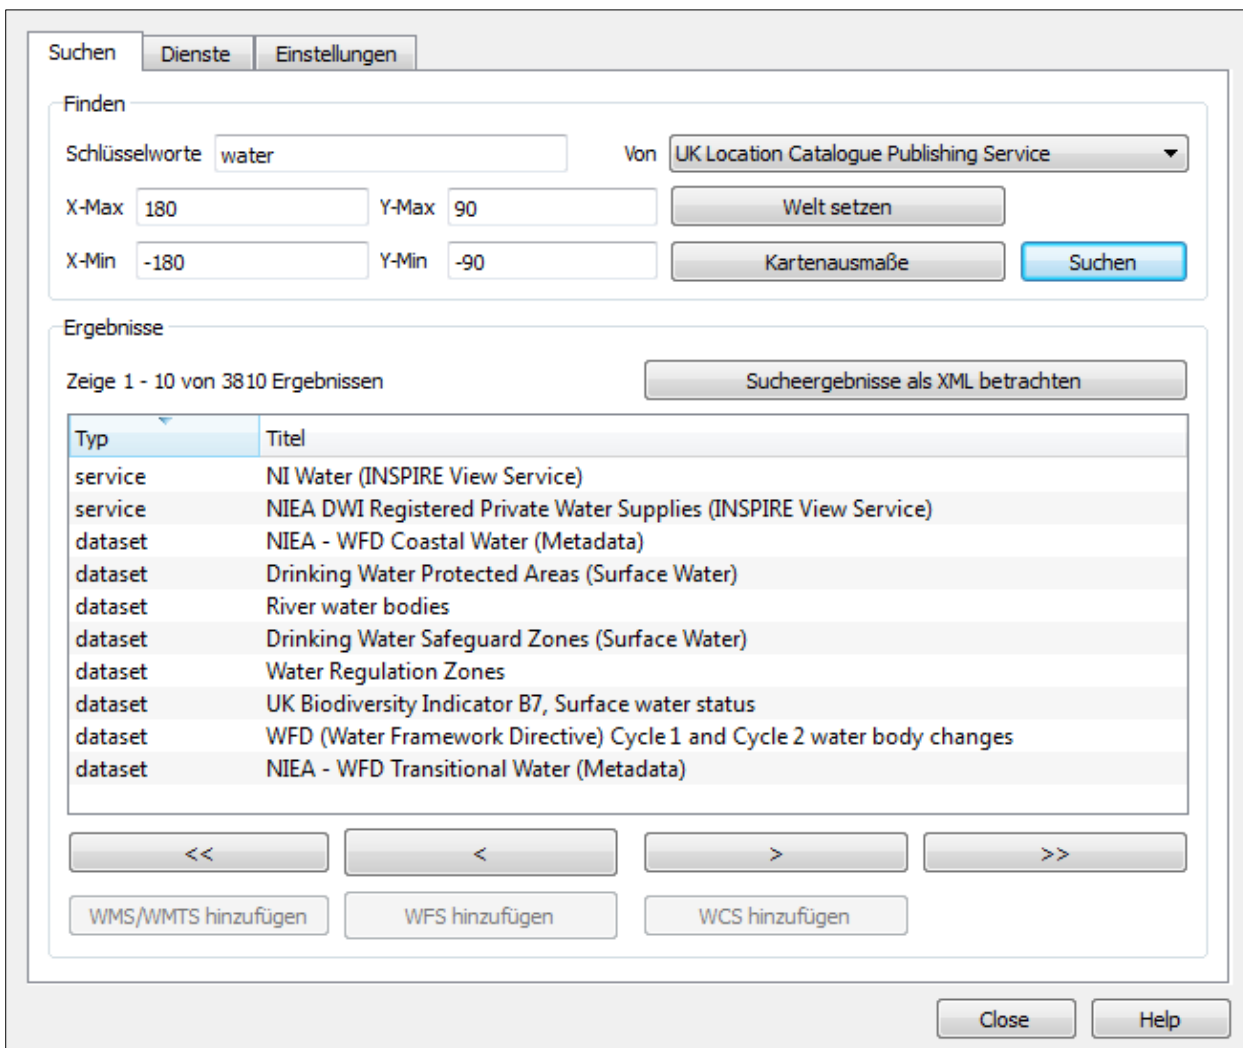 Suchen Dienste Einstellungen
Finden
Schlüsselworte water Von UK Location Catalogue Publishing Service
X-Max 180 Y-Max 90 Welt setzen
X-Min -180 Y-Min -90 Kartenausmaße Suchen
Ergebnisse
Zeige 1 - 10 von 3810 Ergebnissen Sucheergebnisse als XML betrachten
Typ Titel
service NI Water (INSPIRE View Service)
service NIEA DWI Registered Private Water Supplies (INSPIRE View Service)
dataset NIEA - WFD Coastal Water (Metadata)
dataset Drinking Water Protected Areas (Surface Water)
dataset River water bodies
dataset Drinking Water Safeguard Zones (Surface Water)
dataset Water Regulation Zones
dataset UK Biodiversity Indicator B7, Surface water status
dataset WFD (Water Framework Directive) Cycle 1 and Cycle 2 water body changes
dataset NIEA - WFD Transitional Water (Metadata)
<< < > >>
WMS/WMTS hinzufügen WFS hinzufügen WCS hinzufügen
Close Help